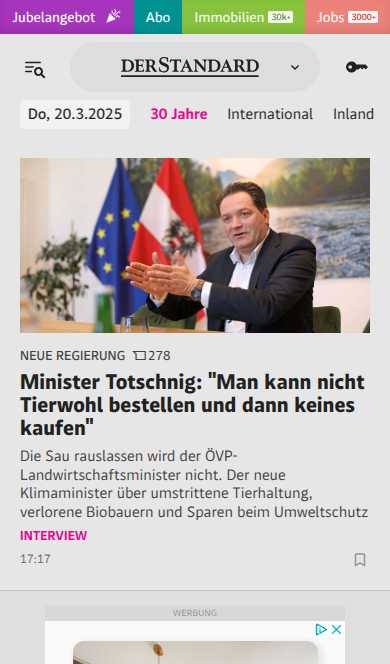 Jubelangebot Abo Immobilien 30k+ Jobs 3000+
DERSTANDARD
Do, 20.3.2025 30 Jahre International Inland
NEUE REGIERUNG 278
Minister Totschnig: "Man kann nicht
Tierwohl bestellen und dann keines
kaufen"
Die Sau rauslassen wird der ÖVP-
Landwirtschaftsminister nicht. Der neue
Klimaminister über umstrittene Tierhaltung,
verlorene Biobauern und Sparen beim Umweltschutz
INTERVIEW
17:17
WERBUNG